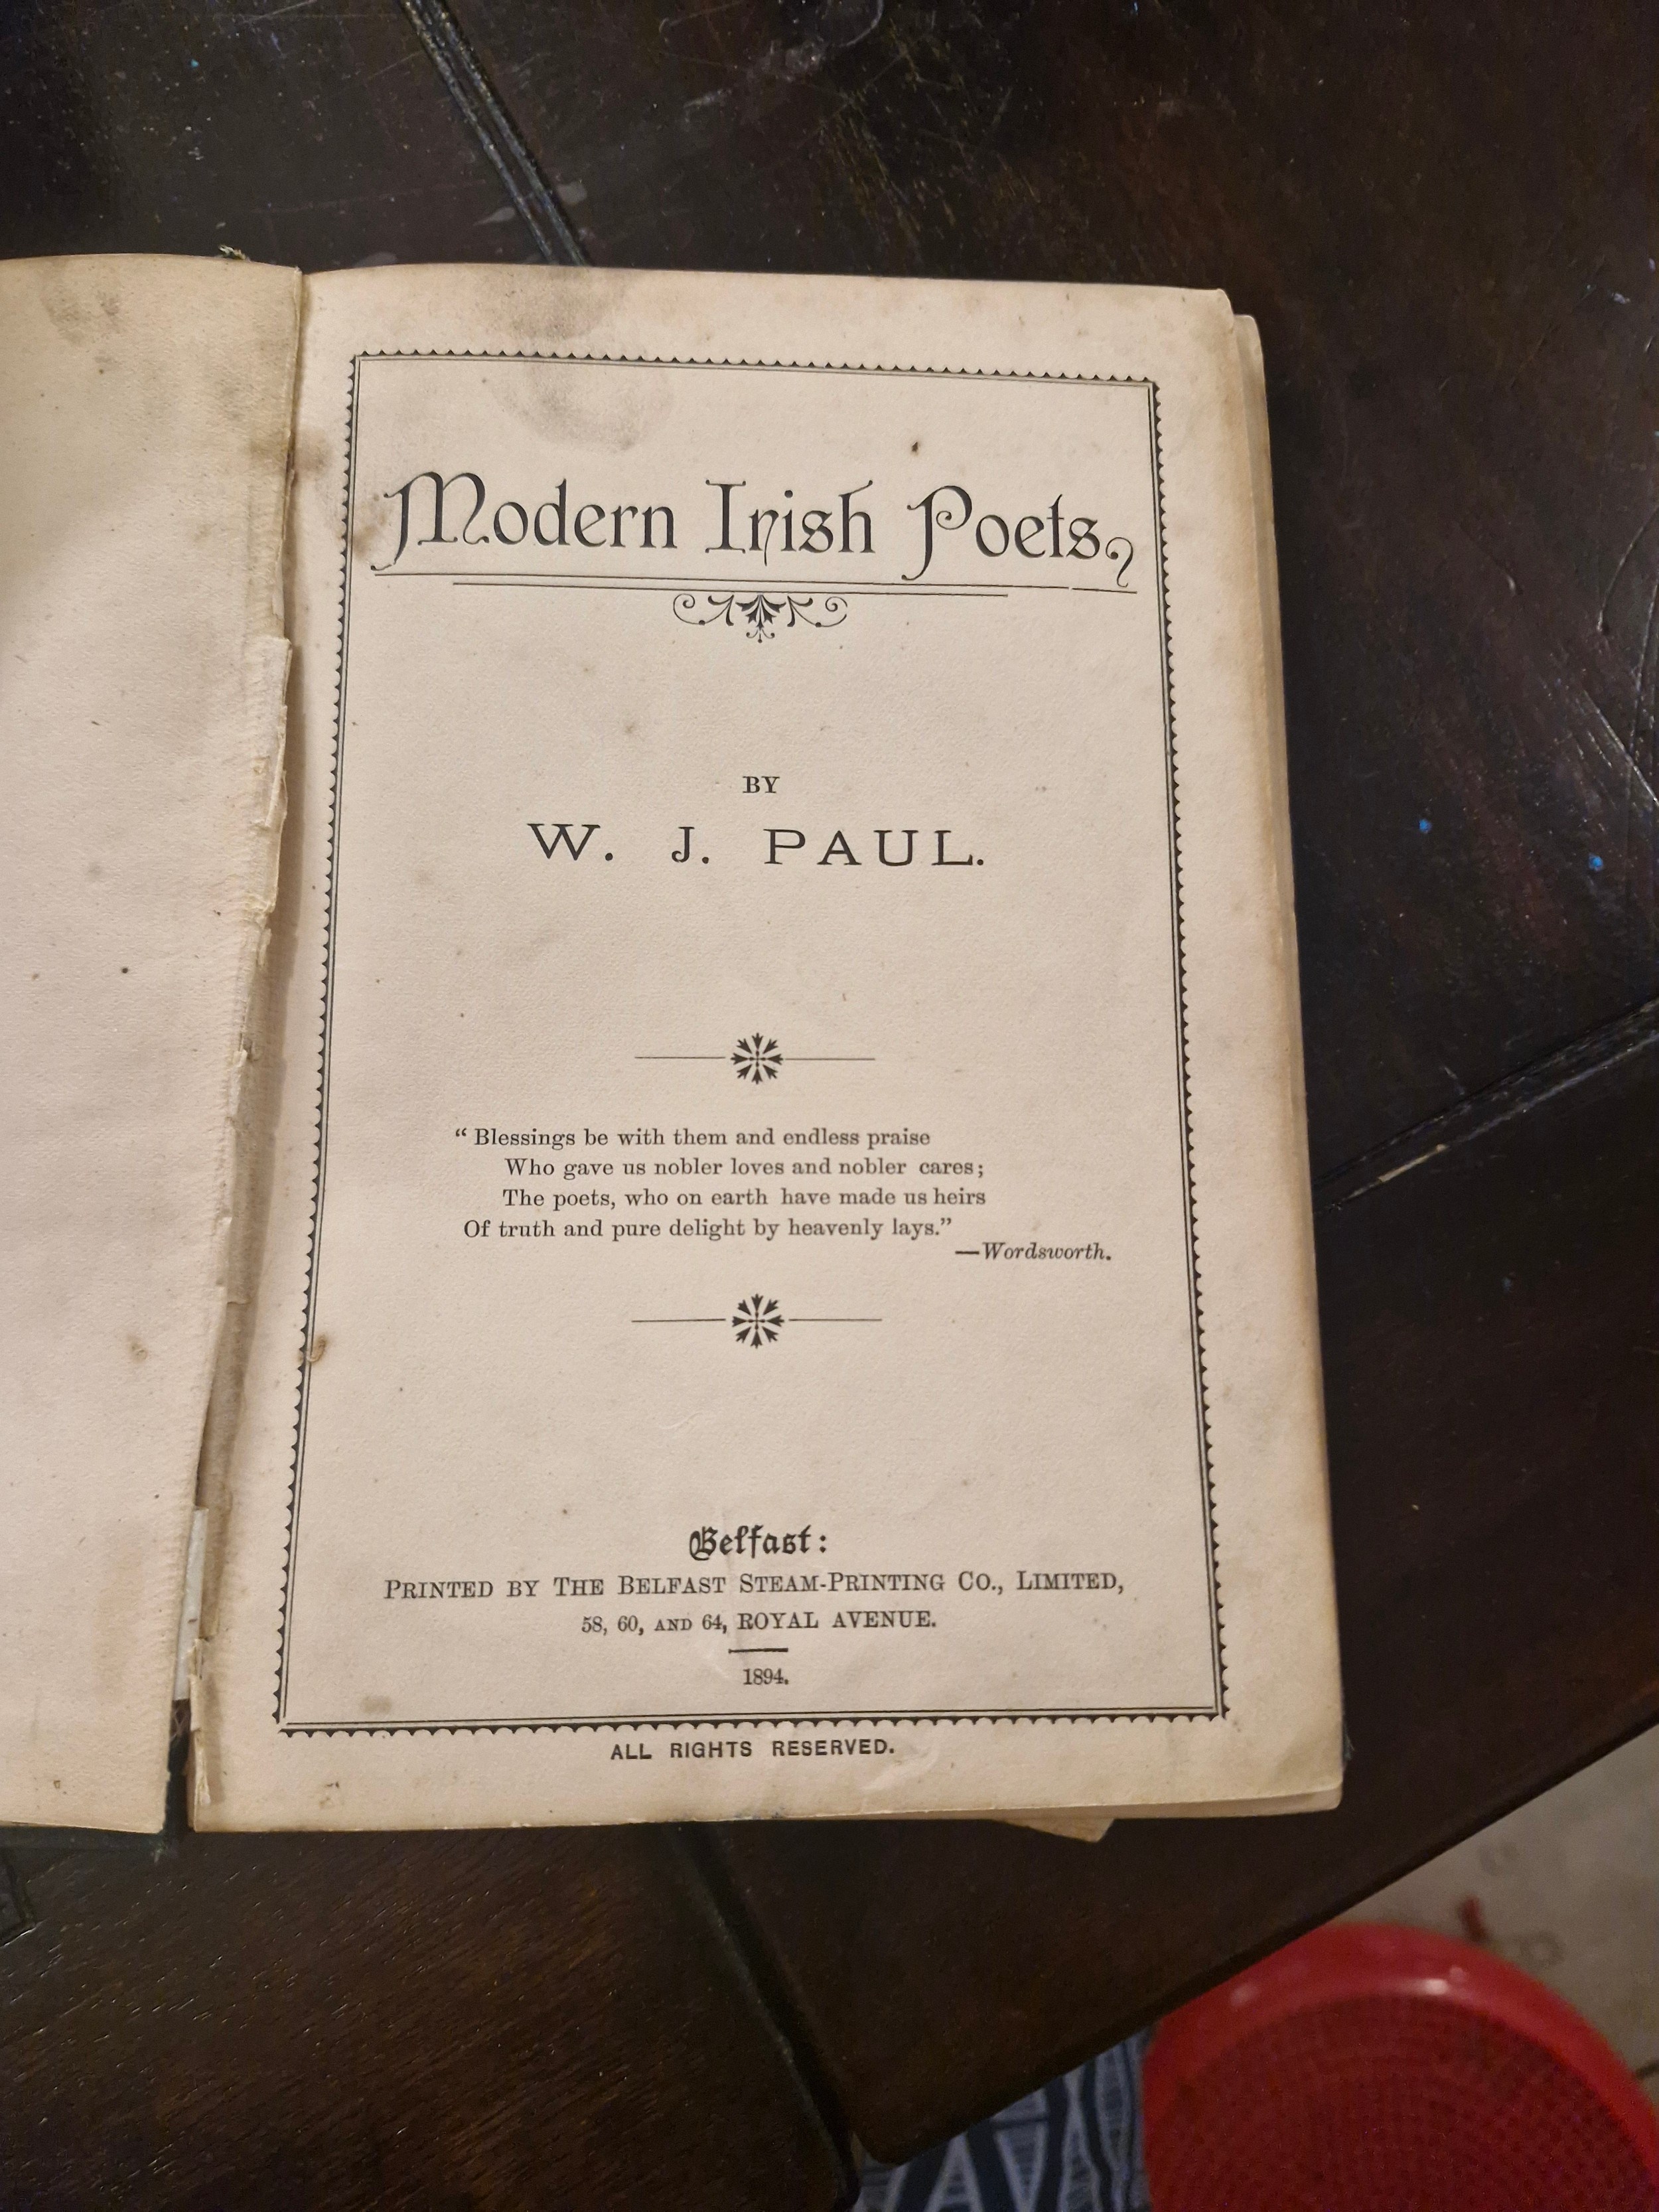 Modern Irish Poets,
BY
W. J. PAUL.
“Blessings be with them and endless praise
Who gave us nobler loves and nobler cares;
The poets, who on earth have made us heirs
Of truth and pure delight by heavenly lays.”
—Wordsworth.
Belfast:
PRINTED BY THE BELFAST STEAM-PRINTING CO., LIMITED,
58, 60, AND 64, ROYAL AVENUE.
1894.
ALL RIGHTS RESERVED.